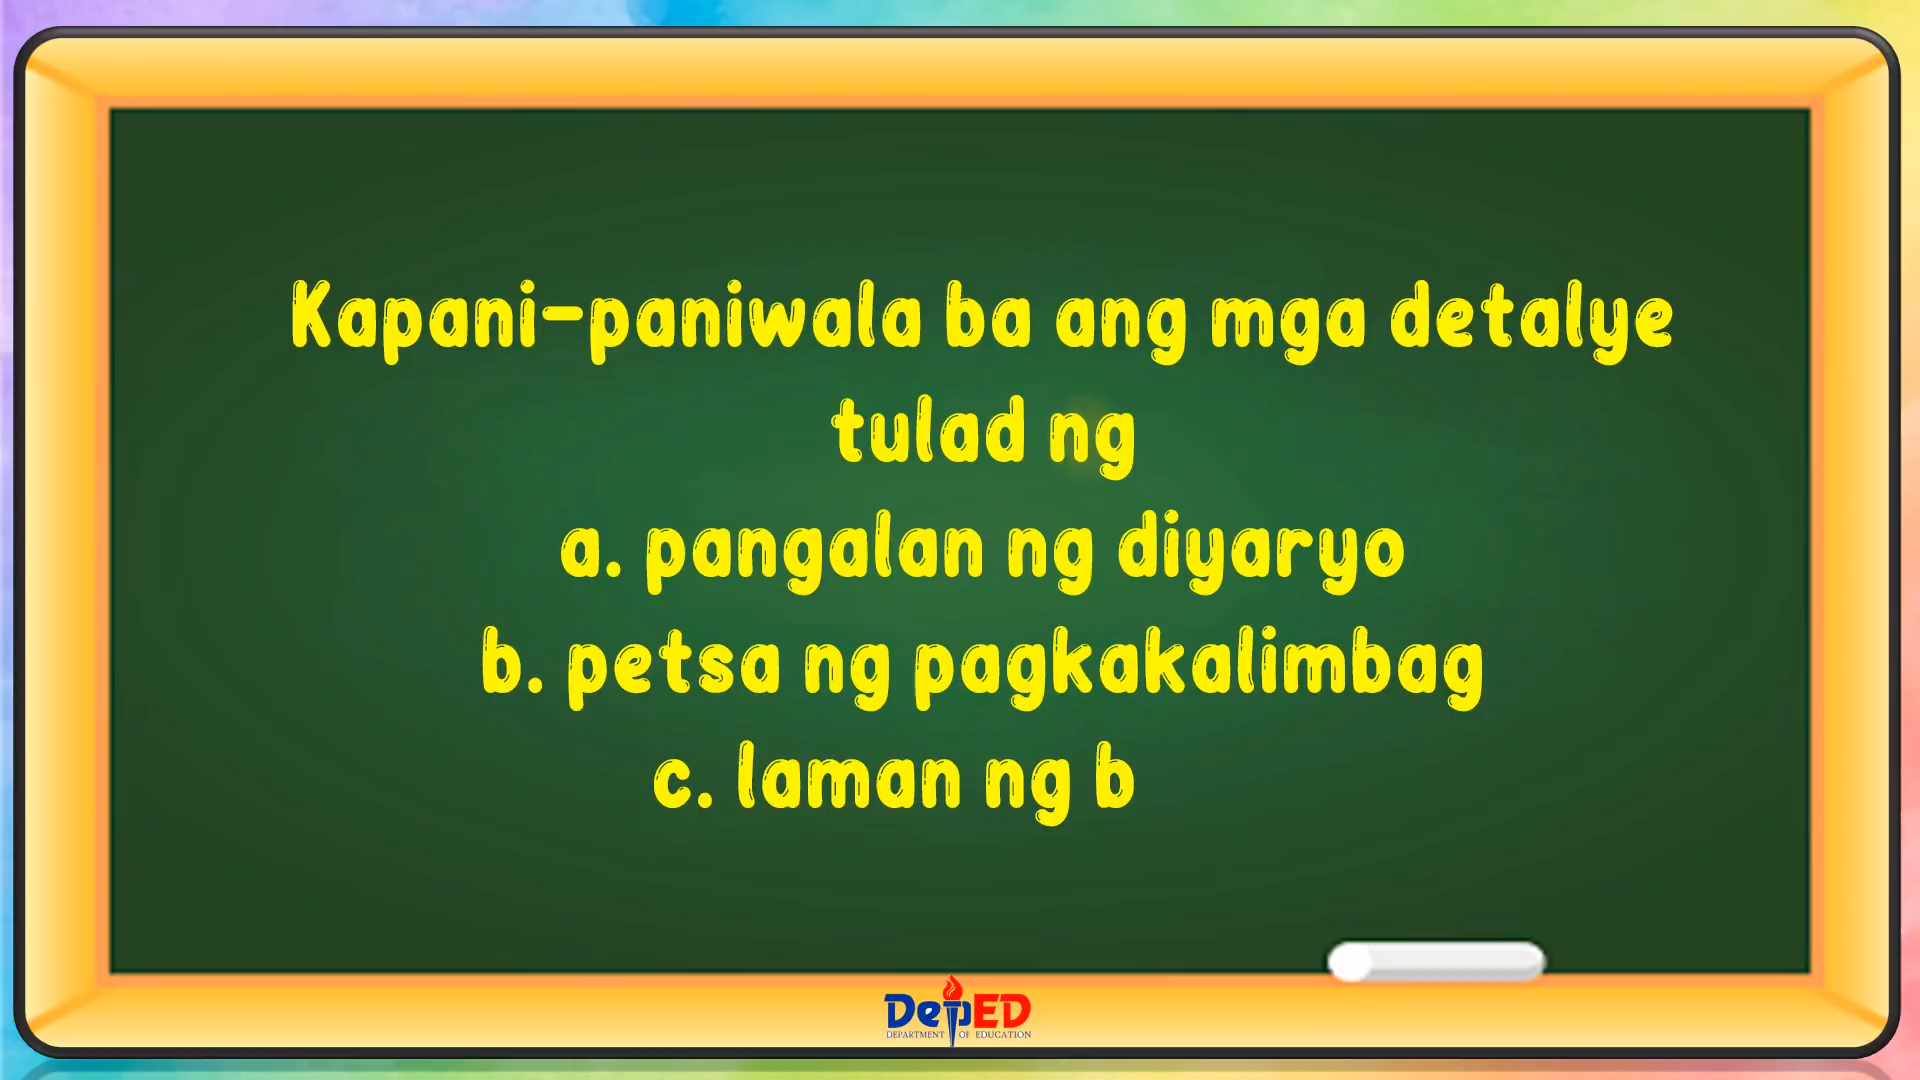 Kapani-paniwala ba ang mga detalye
tulad ng
a. pangalan ng diyaryo
b. petsa ng pagkakalimbag
c. laman ng b
DepED
DEPARTMENT OF EDUCATION